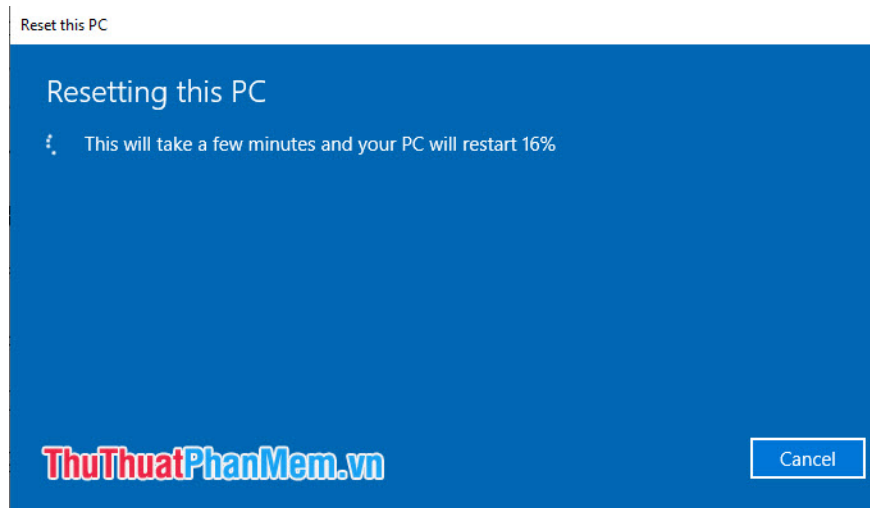 Reset this PC
Resetting this PC
This will take a few minutes and your PC will restart 16%
ThuThuatPhanMem.vn
Cancel